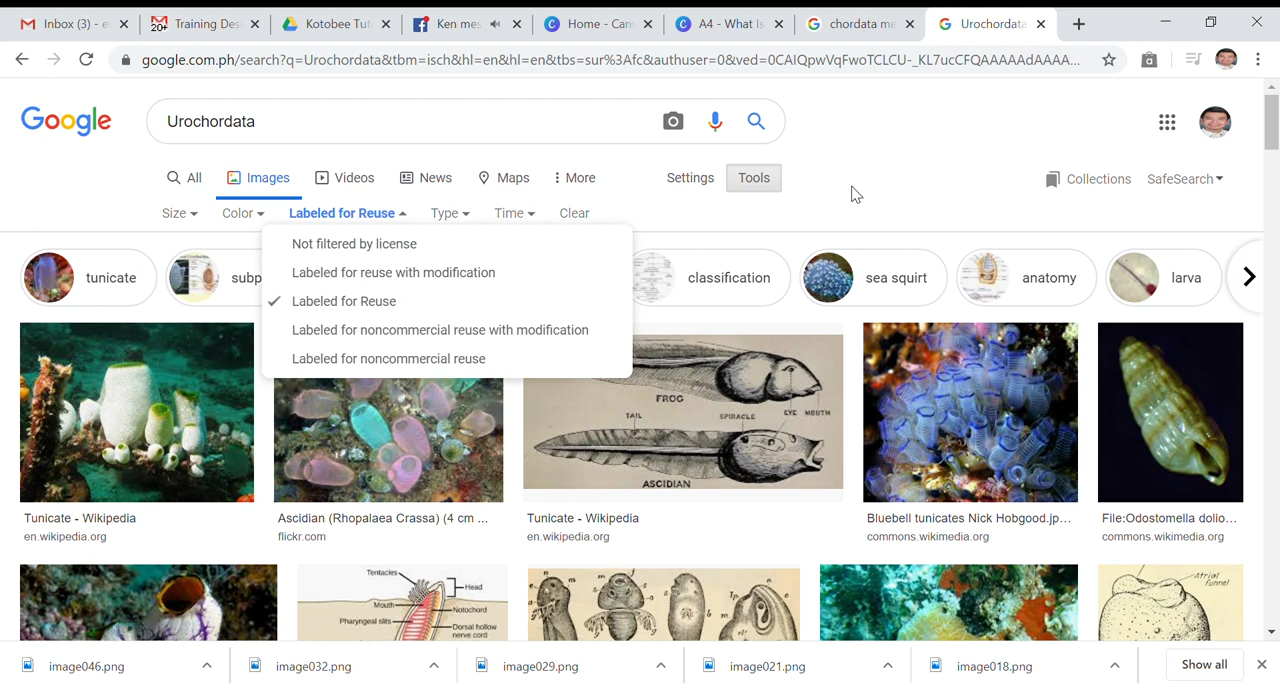 Inbox (3) - e
Training Des
Kotobee Tut
Ken mes
Home - Can
A4 - What Is
chordata me
Urochordata
google.com.ph/search?q=Urochordata&tbm=isch&hl=en&hl=en&tbs=sur%3Afc&authuser=0&ved=0CAIQpwVqFwoTCLCU-_KL7ucCFQAAAAAdAAAA...
Google
Urochordata
All
Images
Videos
News
Maps
More
Settings
Tools
Collections
SafeSearch
Size
Color
Labeled for Reuse
Type
Time
Clear
Not filtered by license
Labeled for reuse with modification
Labeled for Reuse
Labeled for noncommercial reuse with modification
Labeled for noncommercial reuse
tunicate
subp
classification
sea squirt
anatomy
larva
FROG
TAIL
SPIRACLE
EYE MOUTH
ASCIDIAN
Tunicate - Wikipedia
en.wikipedia.org
Ascidian (Rhopalaea Crassa) (4 cm ...
flickr.com
Tunicate - Wikipedia
en.wikipedia.org
Bluebell tunicates Nick Hobgood.jp...
commons.wikimedia.org
File:Odostomella dolio...
commons.wikimedia.org
Tentacles
Head
Mouth
Notochord
Pharyngeal slits
Dorsal hollow
nerve cord
Atrial
funnel
image046.png
image032.png
image029.png
image021.png
image018.png
Show all